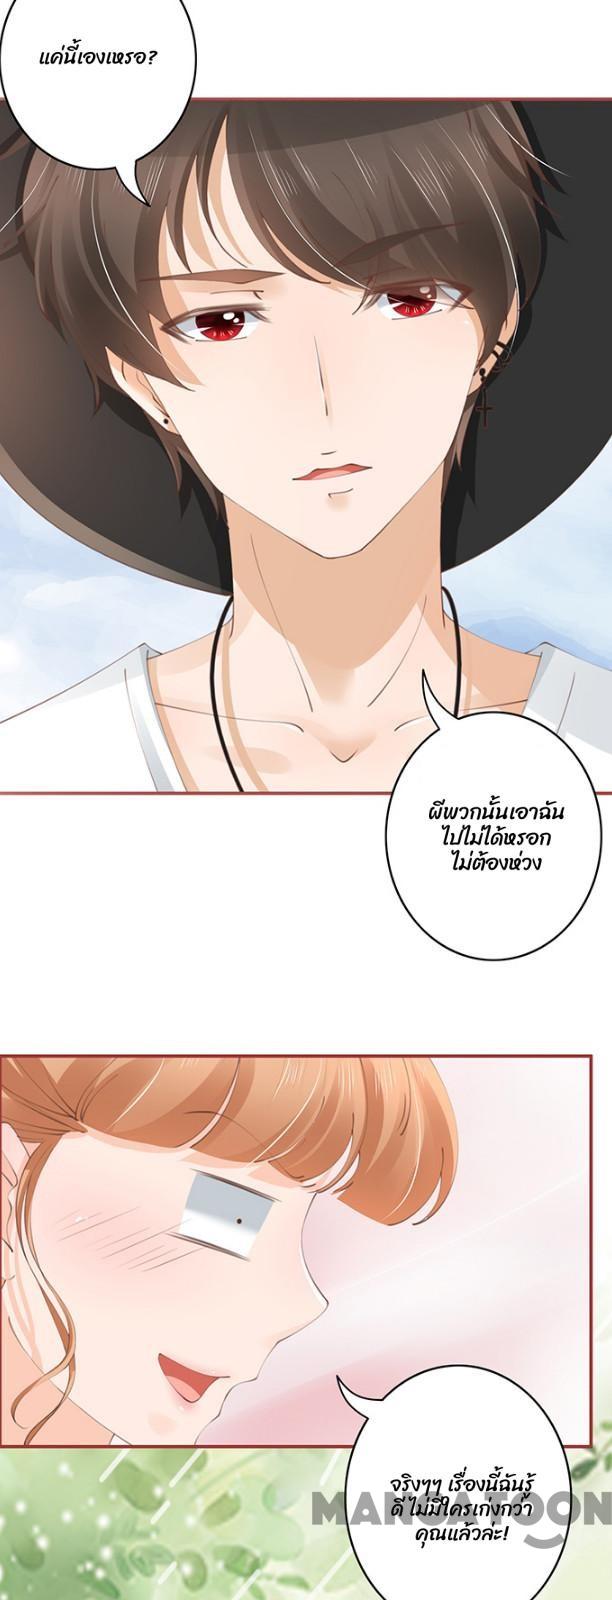 แค่นี้เองเหรอ?
ผีพวกนั้นเอาฉัน
ไปไม่ได้หรอก
ไม่ต้องห่วง
จริงๆๆ เรื่องนี้ฉันรู้
ดี ไม่มีใครเก่งกว่า
คุณแล้วล่ะ!
MANGATOON